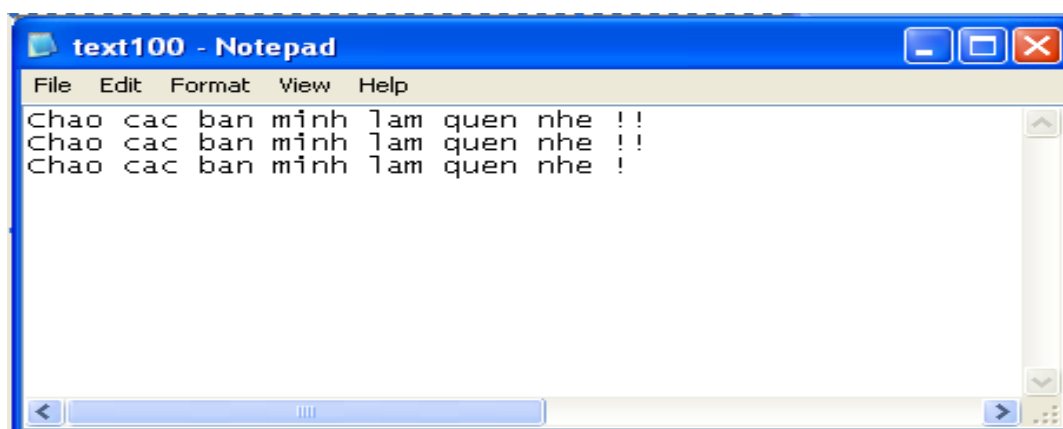 text100 - Notepad
File Edit Format View Help
Chao cac ban minh lam quen nhe !!
Chao cac ban minh lam quen nhe !!
Chao cac ban minh lam quen nhe !